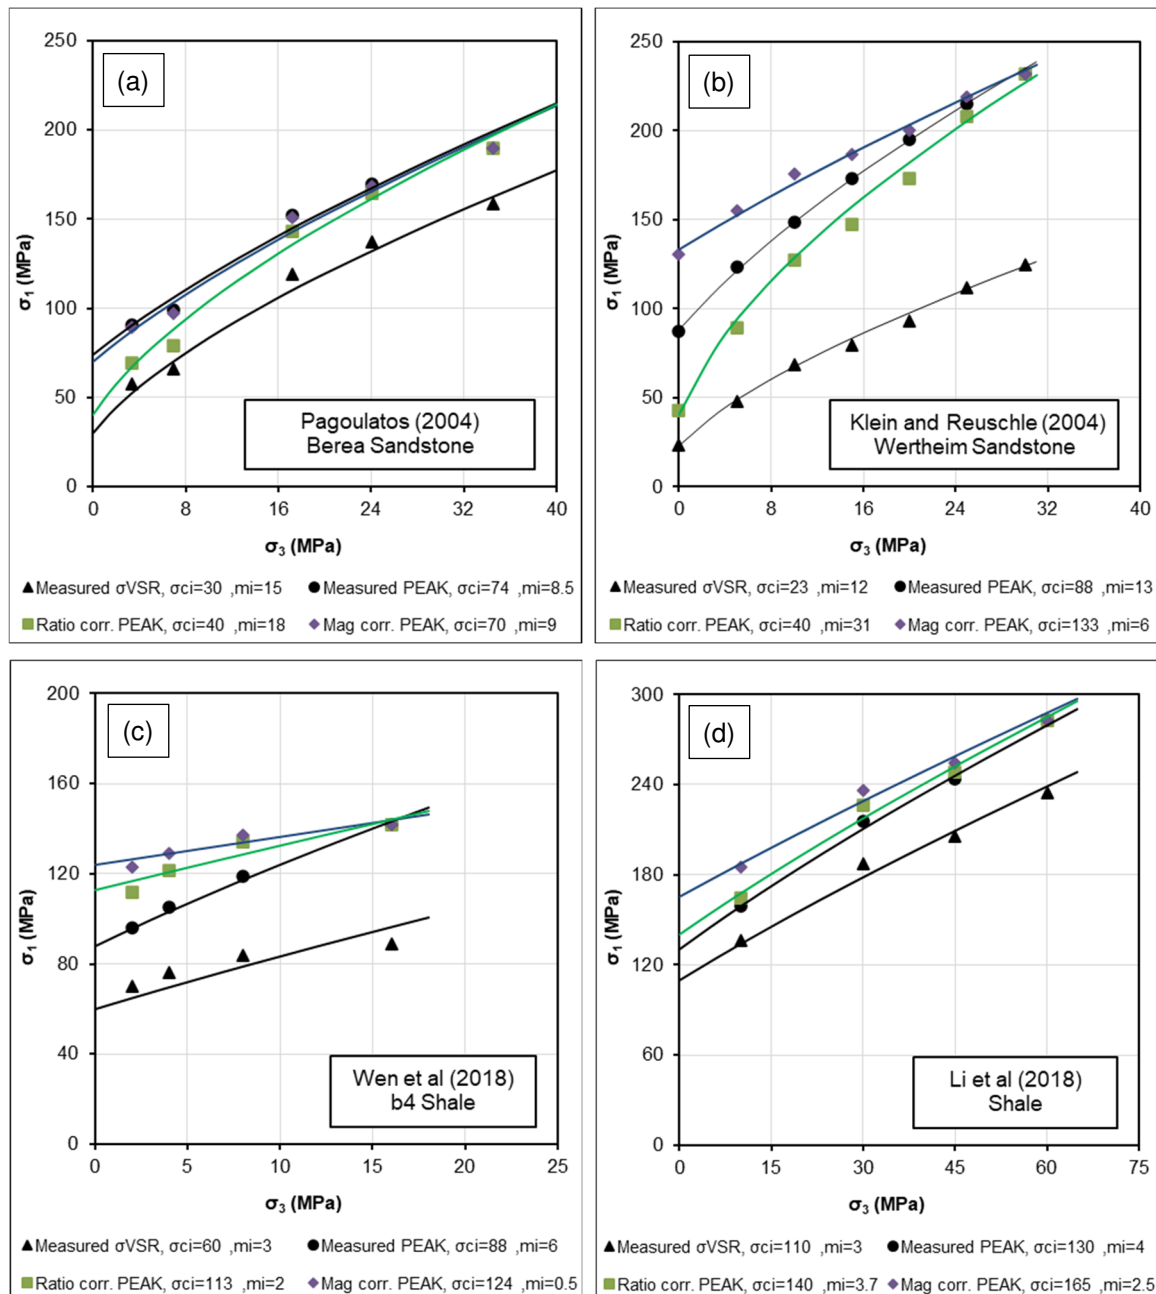 250
200
150
100
50
0
σ1 (MPa)
(a)
Pagoulatos (2004)
Berea Sandstone
0 8 16 24 32 40
σ3 (MPa)
▲Measured σVSR, σci=30 ,mi=15 ●Measured PEAK, σci=74 ,mi=8.5
■Ratio corr. PEAK, σci=40 ,mi=18 ◆Mag corr. PEAK, σci=70 ,mi=9
250
200
150
100
50
0
σ1 (MPa)
(b)
Klein and Reuschle (2004)
Wertheim Sandstone
0 8 16 24 32 40
σ3 (MPa)
▲Measured σVSR, σci=23 ,mi=12 ●Measured PEAK, σci=88 ,mi=13
■Ratio corr. PEAK, σci=40 ,mi=31 ◆Mag corr. PEAK, σci=133 ,mi=6
200
160
120
80
40
0
σ1 (MPa)
(c)
Wen et al (2018)
b4 Shale
0 5 10 15 20 25
σ3 (MPa)
▲Measured σVSR, σci=60 ,mi=3 ●Measured PEAK, σci=88 ,mi=6
■Ratio corr. PEAK, σci=113 ,mi=2 ◆Mag corr. PEAK, σci=124 ,mi=0.5
300
240
180
120
60
0
σ1 (MPa)
(d)
Li et al (2018)
Shale
0 15 30 45 60 75
σ3 (MPa)
▲Measured σVSR, σci=110 ,mi=3 ●Measured PEAK, σci=130 ,mi=4
■Ratio corr. PEAK, σci=140 ,mi=3.7 ◆Mag corr. PEAK, σci=165 ,mi=2.5